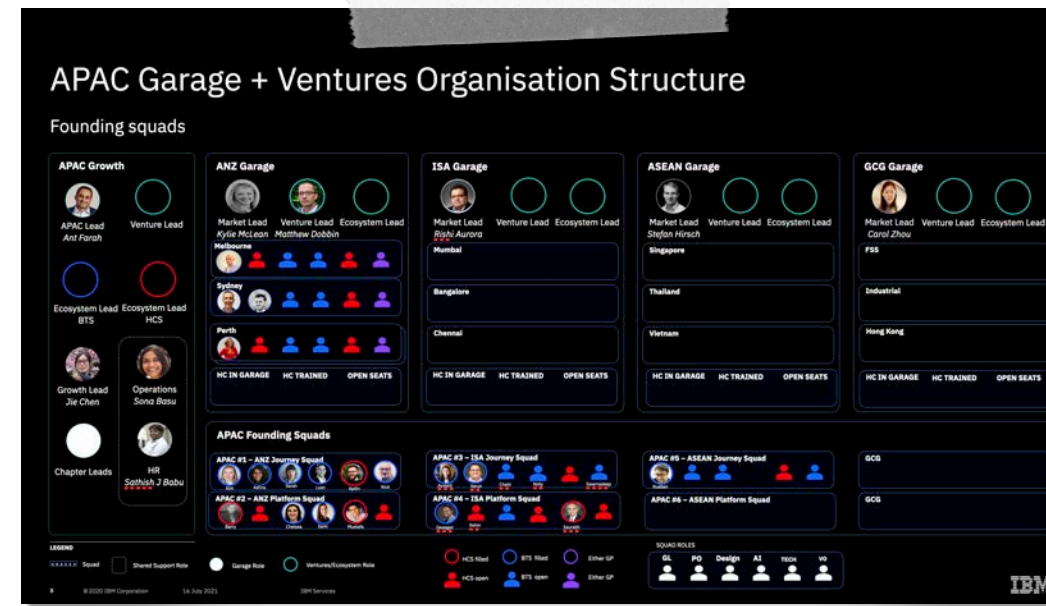 APAC Garage + Ventures Organisation Structure
Founding squads
APAC Growth
APAC Lead
Ant Farah
Venture Lead
Ecosystem Lead
BTS
Ecosystem Lead
HCS
Growth Lead
Jie Chen
Operations
Sona Basu
Chapter Leads
HR
Sathish J Babu
ANZ Garage
Market Lead
Kylie McLean
Venture Lead
Matthew Dobbin
Ecosystem Lead
Melbourne
Sydney
Perth
HC IN GARAGE HC TRAINED OPEN SEATS
ISA Garage
Market Lead
Rishi Aurora
Venture Lead
Ecosystem Lead
Mumbai
Bangalore
Chennai
HC IN GARAGE HC TRAINED OPEN SEATS
ASEAN Garage
Market Lead
Stefan Hirsch
Venture Lead
Ecosystem Lead
Singapore
Thailand
Vietnam
HC IN GARAGE HC TRAINED OPEN SEATS
GCG Garage
Market Lead
Carol Zhou
Venture Lead
Ecosystem Lead
FSS
Industrial
Hong Kong
HC IN GARAGE HC TRAINED OPEN SEATS
APAC Founding Squads
APAC #1 – ANZ Journey Squad
APAC #2 – ANZ Platform Squad
APAC #3 – ISA Journey Squad
APAC #4 – ISA Platform Squad
APAC #5 – ASEAN Journey Squad
APAC #6 – ASEAN Platform Squad
GCG
GCG
LEGEND
Squad
Shared Support Role
Garage Role
Ventures/Ecosystem Role
HCS filled
BTS filled
Either GP
HCS open
BTS open
Either GP
SQUAD ROLES
GL PO Design AI TECH VO
© 2020 IBM Corporation
16 July 2021
IBM Services
IBM